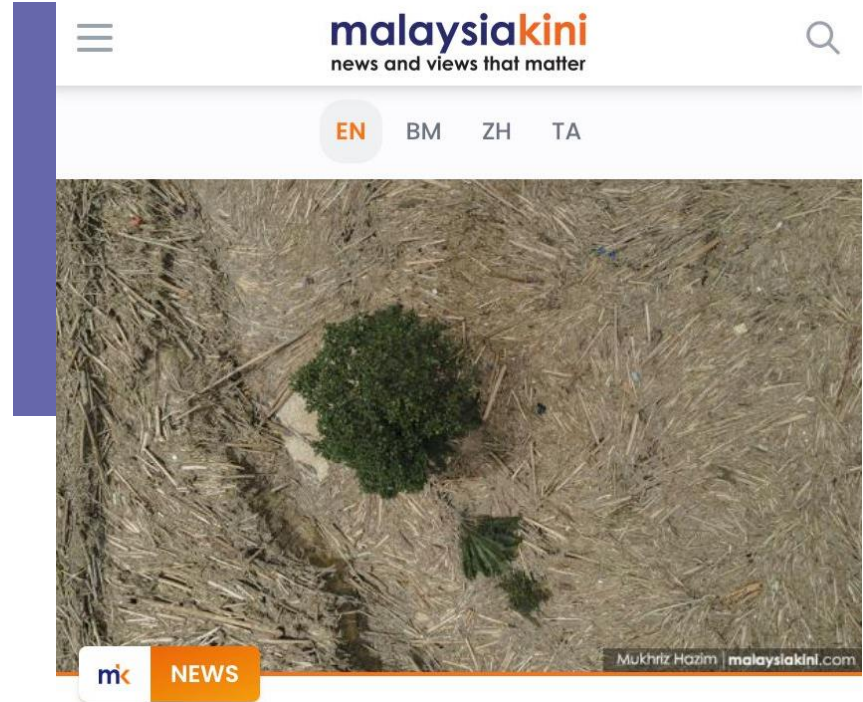 malaysiakini
news and views that matter
EN BM ZH TA
Mukhriz Hazim | malaysiakini.com
mk NEWS